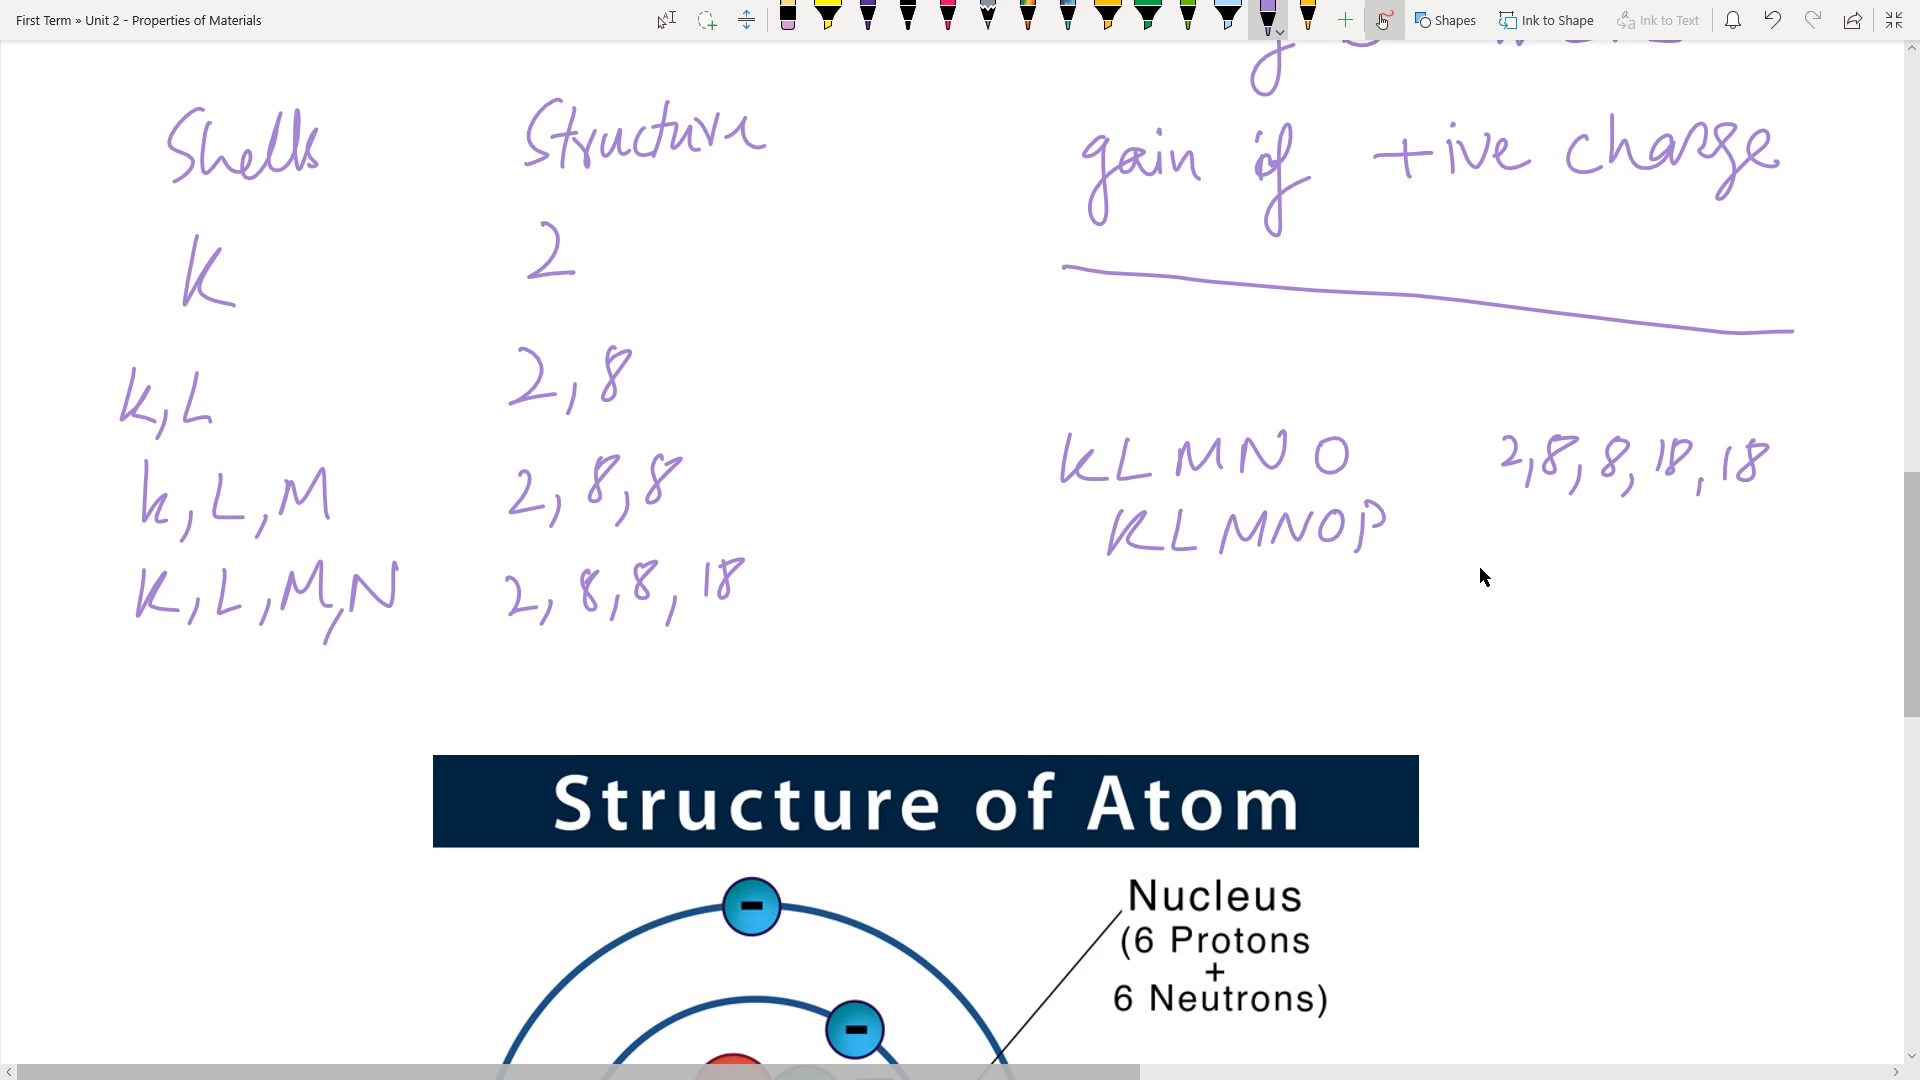 First Term » Unit 2 - Properties of Materials
Shapes
Ink to Shape
Ink to Text
Shells Structure
K 2
K,L 2,8
K,L,M 2,8,8
K,L,M,N 2,8,8,18
gain of +ive charge
K L M N O 2,8,8,18,18
K L M N O P
Structure of Atom
Nucleus
(6 Protons
+
6 Neutrons)